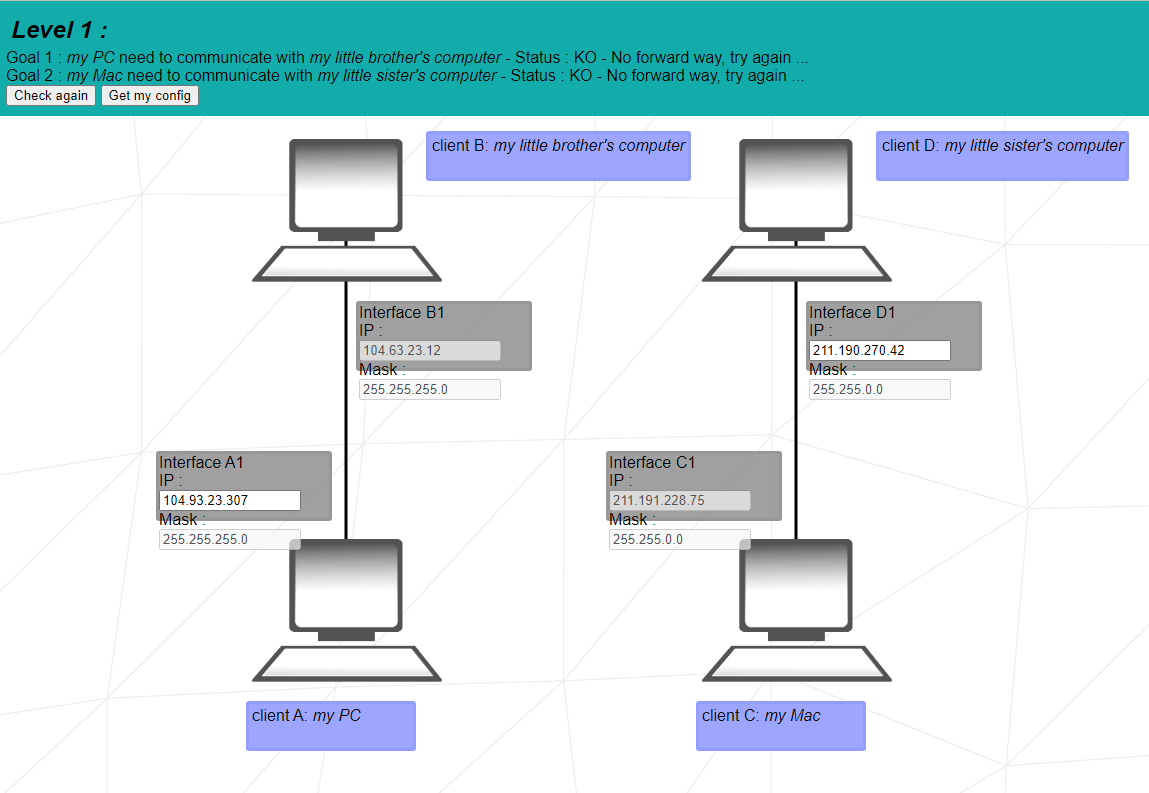 Level 1 :
Goal 1 : my PC need to communicate with my little brother's computer - Status : KO - No forward way, try again ...
Goal 2 : my Mac need to communicate with my little sister's computer - Status : KO - No forward way, try again ...
Check again Get my config
client B: my little brother's computer
client D: my little sister's computer
Interface B1
IP :
104.63.23.12
Mask :
255.255.255.0
Interface D1
IP :
211.190.270.42
Mask :
255.255.0.0
Interface A1
IP :
104.93.23.307
Mask :
255.255.255.0
Interface C1
IP :
211.191.228.75
Mask :
255.255.0.0
client A: my PC
client C: my Mac